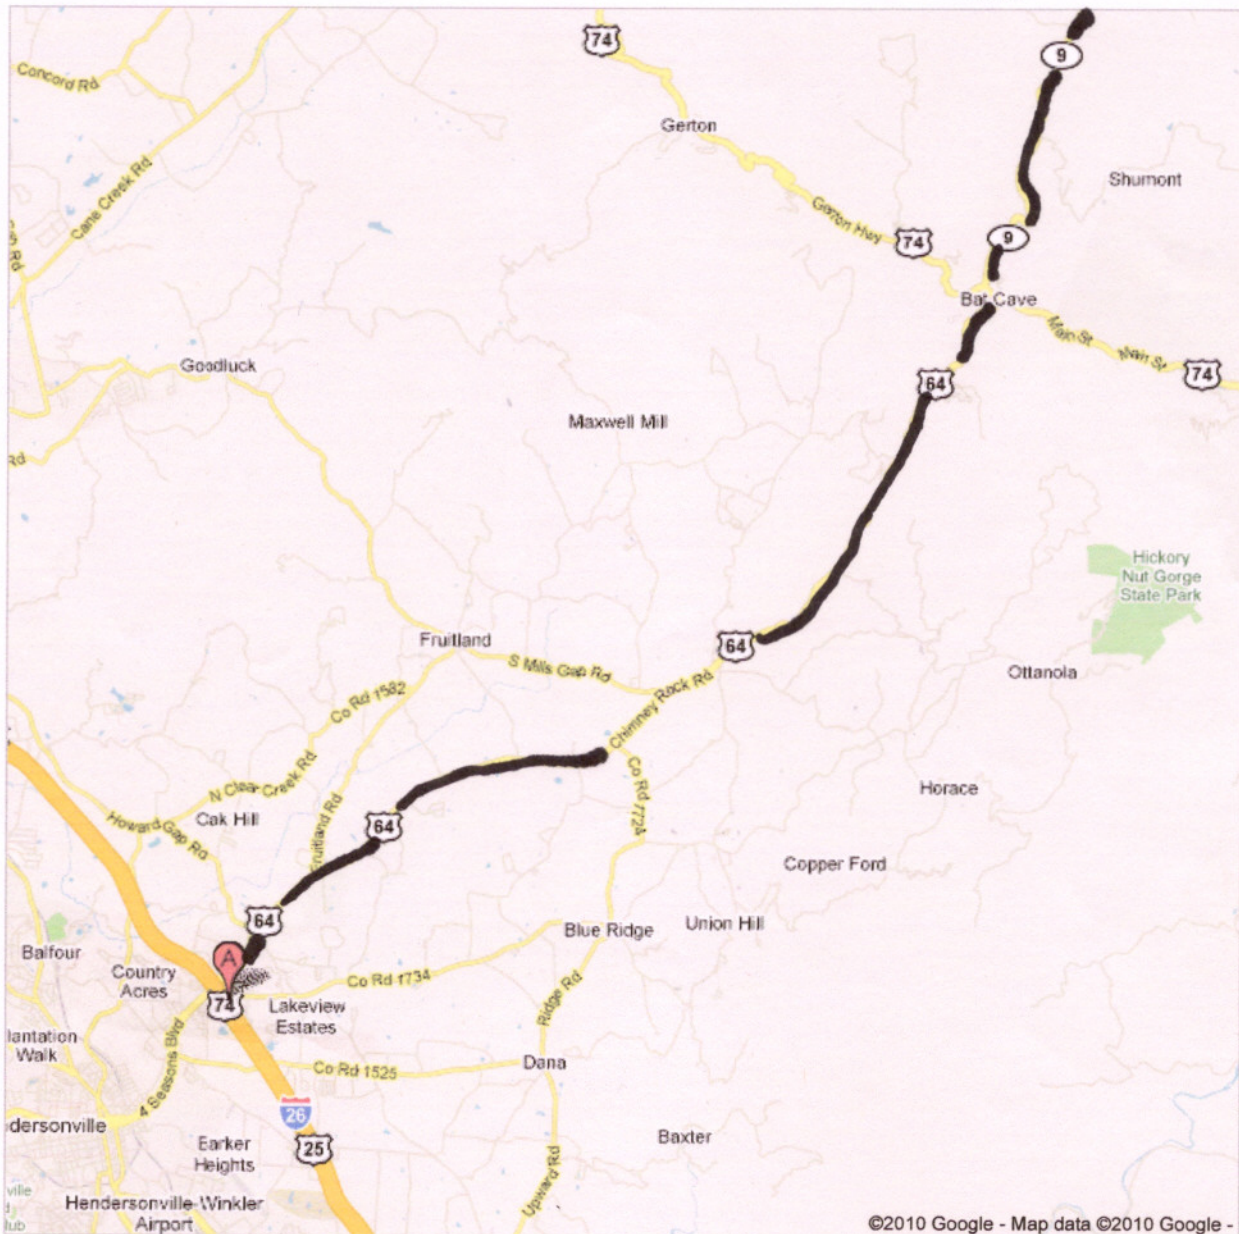 74
9
Concord Rd
Gerton
Cane Creek Rd
Shumont
Gerton Hwy
74
9
Bat Cave
Main St
Main St
74
Goodluck
64
Maxwell Mill
Rd
Rd
Hickory
Nut Gorge
State Park
Fruitland
64
S Mills Gap Rd
Ottanola
Co Rd 1582
Chimney Rock Rd
N Clear Creek Rd
Co Rd 1724
Horace
Oak Hill
Howard Gap Rd
Fruitland Rd
64
Copper Ford
64
Blue Ridge
Union Hill
Balfour
A
Country
Acres
Co Rd 1734
74
Lakeview
Estates
Ridge Rd
lantation
Walk
4 Seasons Blvd
Co Rd 1525
Dana
26
dersonville
25
Barker
Heights
Baxter
Upward Rd
ville
lub
Hendersonville-Winkler
Airport
©2010 Google - Map data ©2010 Google -